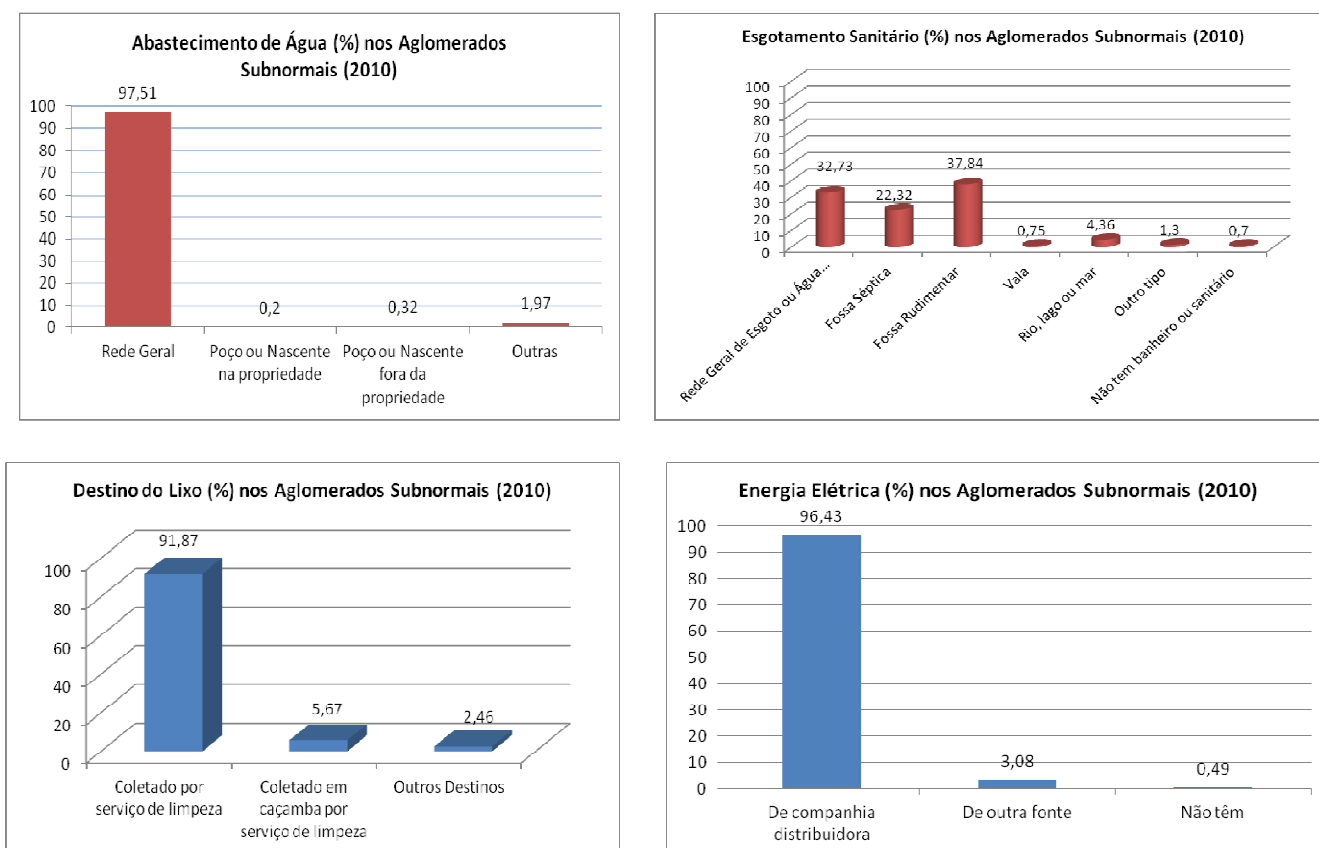 Abastecimento de Água (%) nos Aglomerados
Subnormais (2010)
97,51
100
90
80
70
60
50
40
30
20
10
0
0,2
0,32
1,97
Rede Geral
Poço ou Nascente
na propriedade
Poço ou Nascente
fora da
propriedade
Outras
Esgotamento Sanitário (%) nos Aglomerados Subnormais (2010)
100
90
80
70
60
50
40
30
20
10
0
32,73
22,32
37,84
0,75
4,36
1,3
0,7
Rede Geral de Esgoto ou Água...
Fossa Séptica
Fossa Rudimentar
Vala
Rio, lago ou mar
Outro tipo
Não tem banheiro ou sanitário
Destino do Lixo (%) nos Aglomerados Subnormais (2010)
100
80
60
40
20
0
91,87
5,67
2,46
Coletado por
serviço de limpeza
Coletado em
caçamba por
serviço de limpeza
Outros Destinos
Energia Elétrica (%) nos Aglomerados Subnormais (2010)
96,43
100
90
80
70
60
50
40
30
20
10
0
3,08
0,49
De companhia
distribuidora
De outra fonte
Não têm